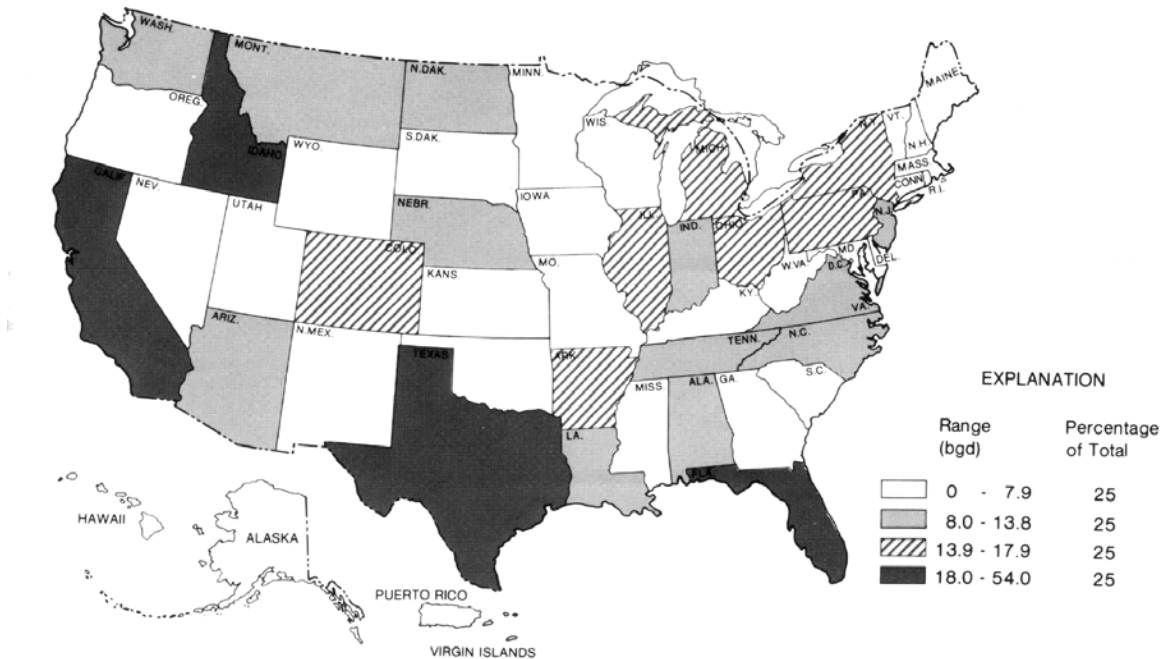 WASH.
MONT.
N.DAK.
MINN.
MAINE
OREG.
IDAHO
WYO.
S.DAK.
WIS.
MICH.
N.Y.
VT.
N.H.
MASS.
CONN.
R.I.
CALIF.
NEV.
UTAH
COLO.
NEBR.
IOWA
ILL.
IND.
OHIO
PA.
N.J.
MD.
DEL.
D.C.
W.VA.
VA.
KANS.
MO.
KY.
ARIZ.
N.MEX.
TEXAS
ARK.
TENN.
N.C.
S.C.
MISS.
ALA.
GA.
LA.
FLA.
HAWAII
ALASKA
PUERTO RICO
VIRGIN ISLANDS
EXPLANATION
Range Percentage
(bgd) of Total
0 - 7.9 25
8.0 - 13.8 25
13.9 - 17.9 25
18.0 - 54.0 25